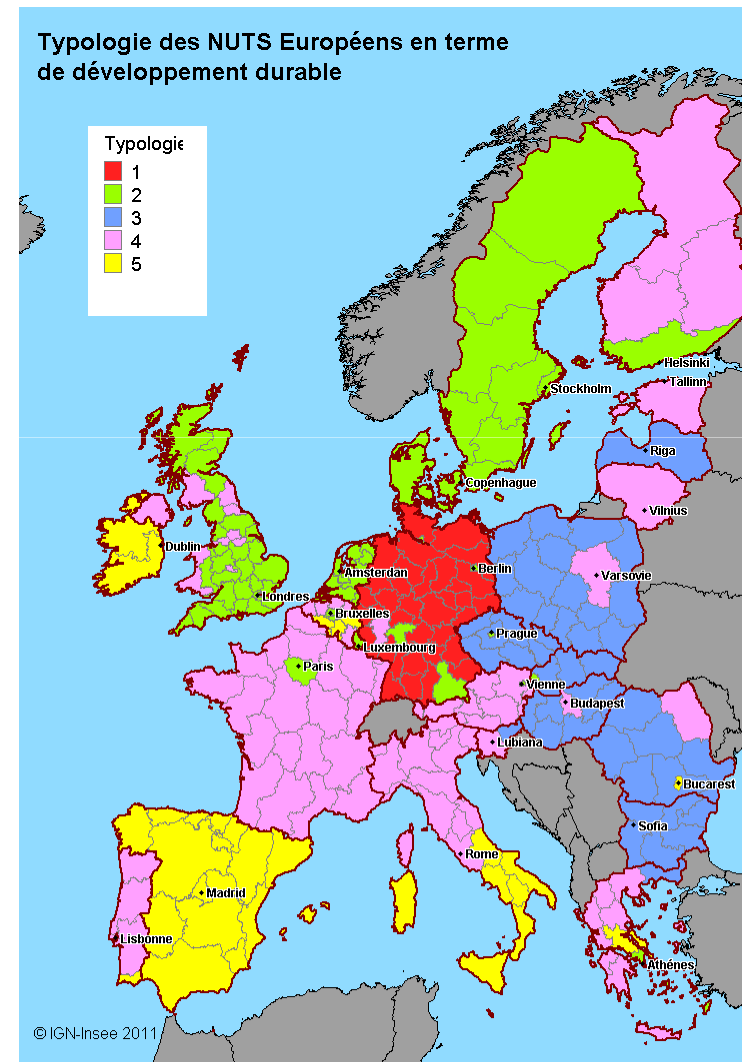 Typologie des NUTS Européens en terme
de développement durable
Typologie
1
2
3
4
5
Helsinki
Tallinn
Stockholm
Riga
Copenhague
Vilnius
Dublin
Amsterdan
Berlin
Varsovie
Londres
Bruxelles
Prague
Luxembourg
Paris
Vienne
Budapest
Lubiana
Bucarest
Sofia
Rome
Madrid
Lisbonne
Athénes
© IGN-Insee 2011